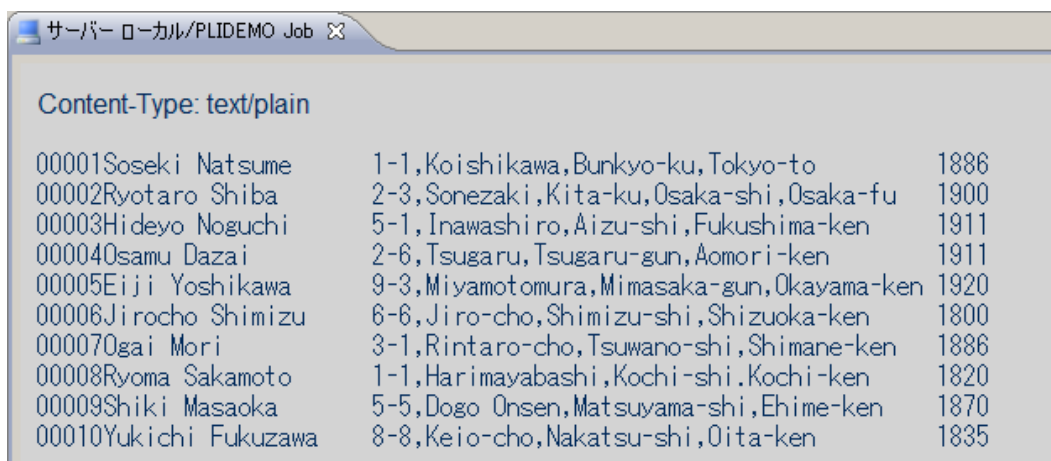 サーバー ローカル/PLIDEMO Job
Content-Type: text/plain
00001Soseki Natsume 1-1,Koishikawa,Bunkyo-ku,Tokyo-to 1886
00002Ryotaro Shiba 2-3,Sonezaki,Kita-ku,Osaka-shi,Osaka-fu 1900
00003Hideyo Noguchi 5-1,Inawashiro,Aizu-shi,Fukushima-ken 1911
00004Osamu Dazai 2-6,Tsugaru,Tsugaru-gun,Aomori-ken 1911
00005Eiji Yoshikawa 9-3,Miyamotomura,Mimasaka-gun,Okayama-ken 1920
00006Jirocho Shimizu 6-6,Jiro-cho,Shimizu-shi,Shizuoka-ken 1800
00007Ogai Mori 3-1,Rintaro-cho,Tsuwano-shi,Shimane-ken 1886
00008Ryoma Sakamoto 1-1,Harimayabashi,Kochi-shi.Kochi-ken 1820
00009Shiki Masaoka 5-5,Dogo Onsen,Matsuyama-shi,Ehime-ken 1870
00010Yukichi Fukuzawa 8-8,Keio-cho,Nakatsu-shi,Oita-ken 1835